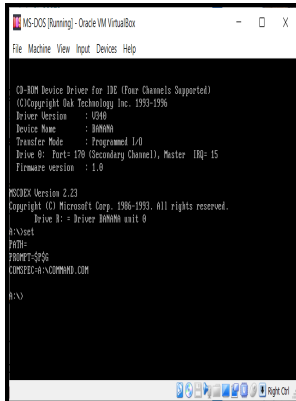 MS-DOS [Running] - Oracle VM VirtualBox
File Machine View Input Devices Help
CD-ROM Device Driver for IDE (Four Channels Supported)
(C)Copyright Oak Technology Inc. 1993-1996
Driver Version : V340
Device Name : BANANA
Transfer Mode : Programmed I/O
Drive 0: Port= 170 (Secondary Channel), Master IRQ= 15
Firmware version : 1.0
MSCDEX Version 2.23
Copyright (C) Microsoft Corp. 1986-1993. All rights reserved.
Drive R: = Driver BANANA unit 0
A:\>set
PATH=
PROMPT=$P$G
COMSPEC=A:\COMMAND.COM
A:\>
Right Ctrl